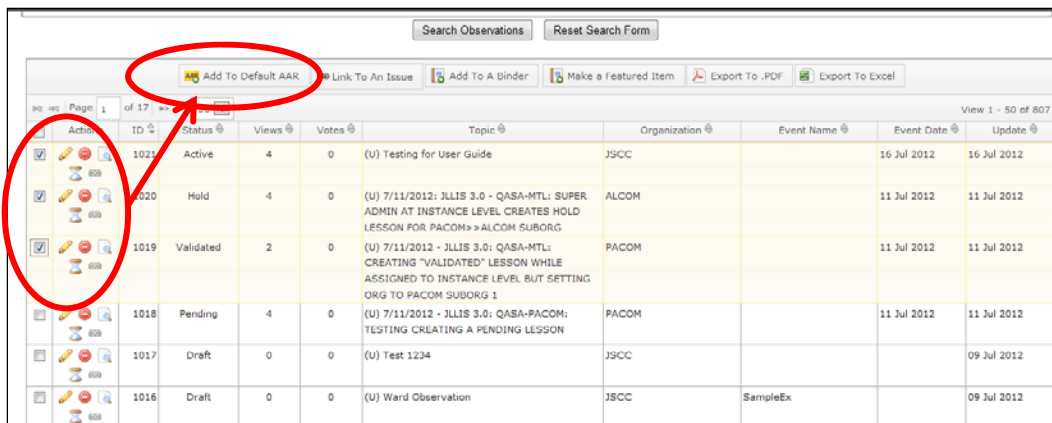 Search Observations Reset Search Form
Add To Default AAR Link To An Issue Add To A Binder Make a Featured Item Export To .PDF Export To Excel
Page 1 of 17 View 1 - 50 of 807
Actions ID Status Views Votes Topic Organization Event Name Event Date Update
1021 Active 4 0 (U) Testing for User Guide JSCC 16 Jul 2012 16 Jul 2012
1020 Hold 4 0 (U) 7/11/2012: JLLIS 3.0 - QASA-MTL: SUPER ALCOM 11 Jul 2012 11 Jul 2012
ADMIN AT INSTANCE LEVEL CREATES HOLD
LESSON FOR PACOM>>ALCOM SUBORG
1019 Validated 2 0 (U) 7/11/2012 - JLLIS 3.0: QASA-MTL: PACOM 11 Jul 2012 11 Jul 2012
CREATING "VALIDATED" LESSON WHILE
ASSIGNED TO INSTANCE LEVEL BUT SETTING
ORG TO PACOM SUBORG 1
1018 Pending 4 0 (U) 7/11/2012 - JLLIS 3.0: QASA-PACOM: PACOM 11 Jul 2012 11 Jul 2012
TESTING CREATING A PENDING LESSON
1017 Draft 0 0 (U) Test 1234 JSCC 09 Jul 2012
1016 Draft 0 0 (U) Ward Observation JSCC SampleEx 09 Jul 2012